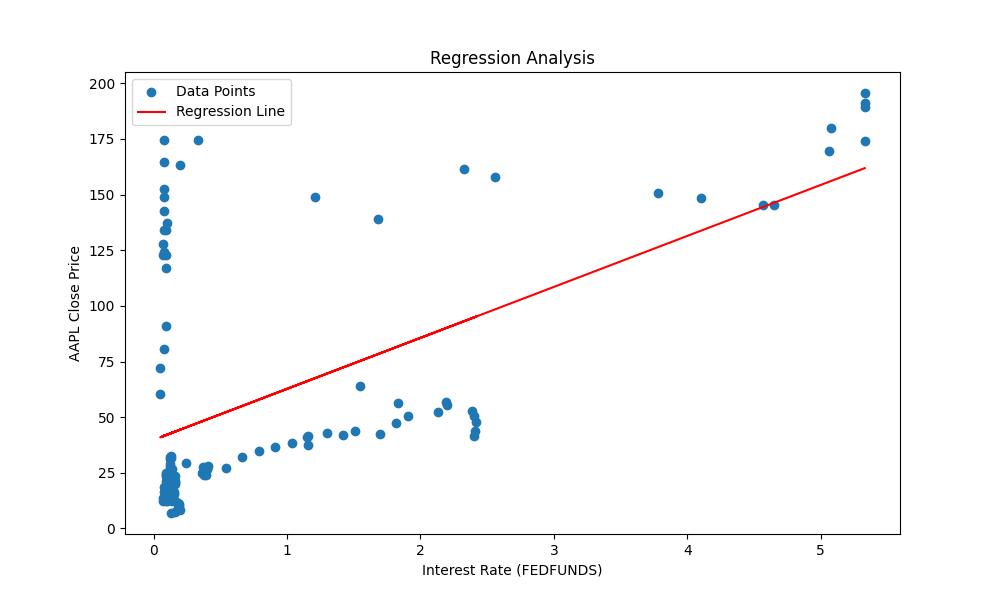 Regression Analysis
Data Points
Regression Line
200
175
150
125
100
75
50
25
0
AAPL Close Price
0 1 2 3 4 5
Interest Rate (FEDFUNDS)